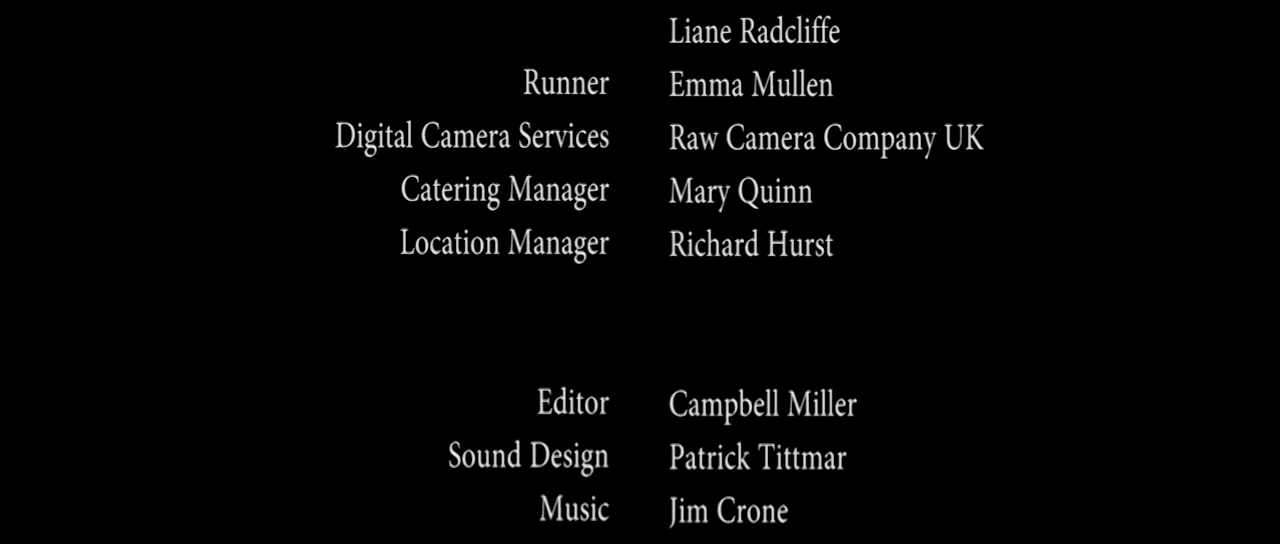 Liane Radcliffe
Runner Emma Mullen
Digital Camera Services Raw Camera Company UK
Catering Manager Mary Quinn
Location Manager Richard Hurst
Editor Campbell Miller
Sound Design Patrick Tittmar
Music Jim Crone